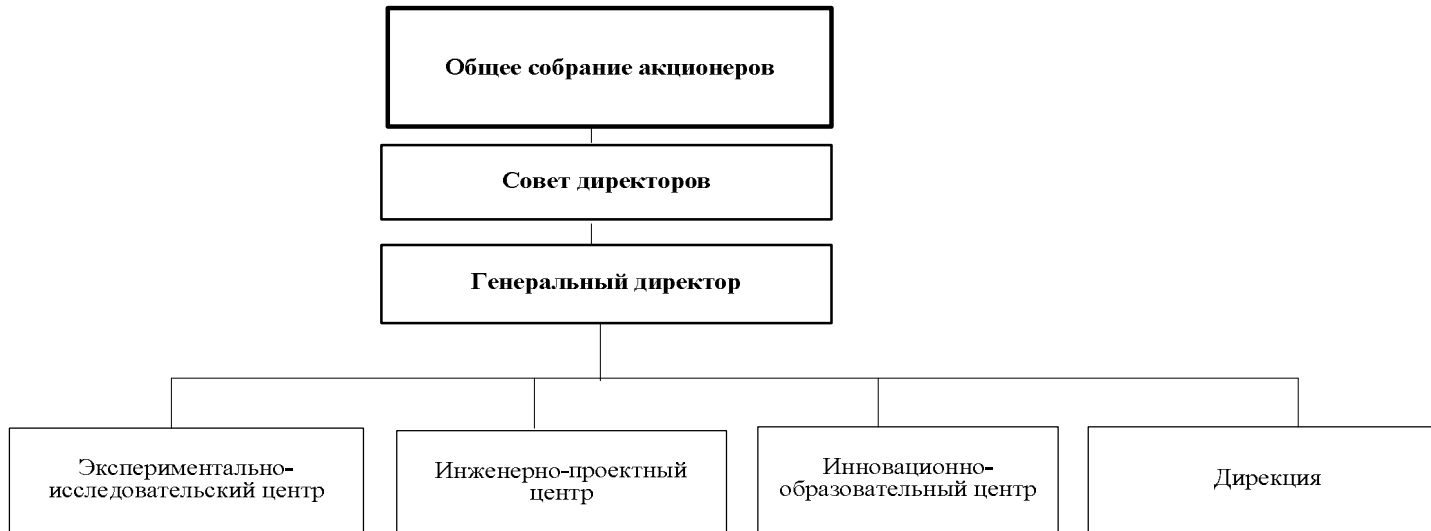 Общее собрание акционеров
Совет директоров
Генеральный директор
Экспериментально-
исследовательский центр
Инженерно-проектный
центр
Инновационно-
образовательный центр
Дирекция